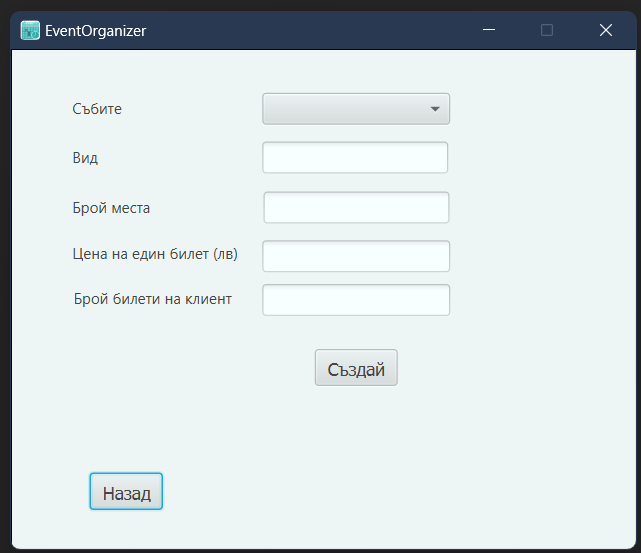 EventOrganizer
Събите
Вид
Брой места
Цена на един билет (лв)
Брой билети на клиент
Създай
Назад